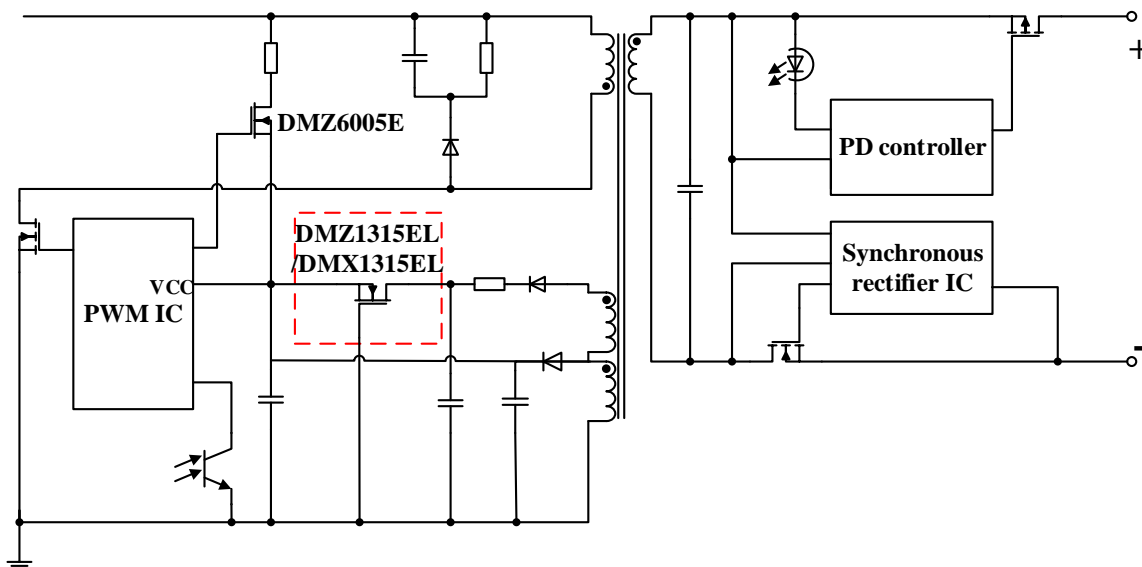 +
DMZ6005E
PD controller
DMZ1315EL
/DMX1315EL
Synchronous
rectifier IC
VCC
PWM IC
-